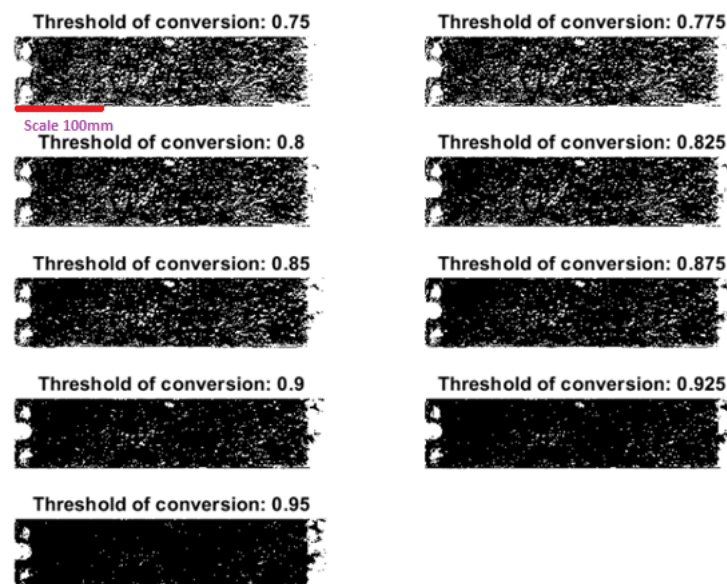 Threshold of conversion: 0.75
Threshold of conversion: 0.775
Scale 100mm
Threshold of conversion: 0.8
Threshold of conversion: 0.825
Threshold of conversion: 0.85
Threshold of conversion: 0.875
Threshold of conversion: 0.9
Threshold of conversion: 0.925
Threshold of conversion: 0.95